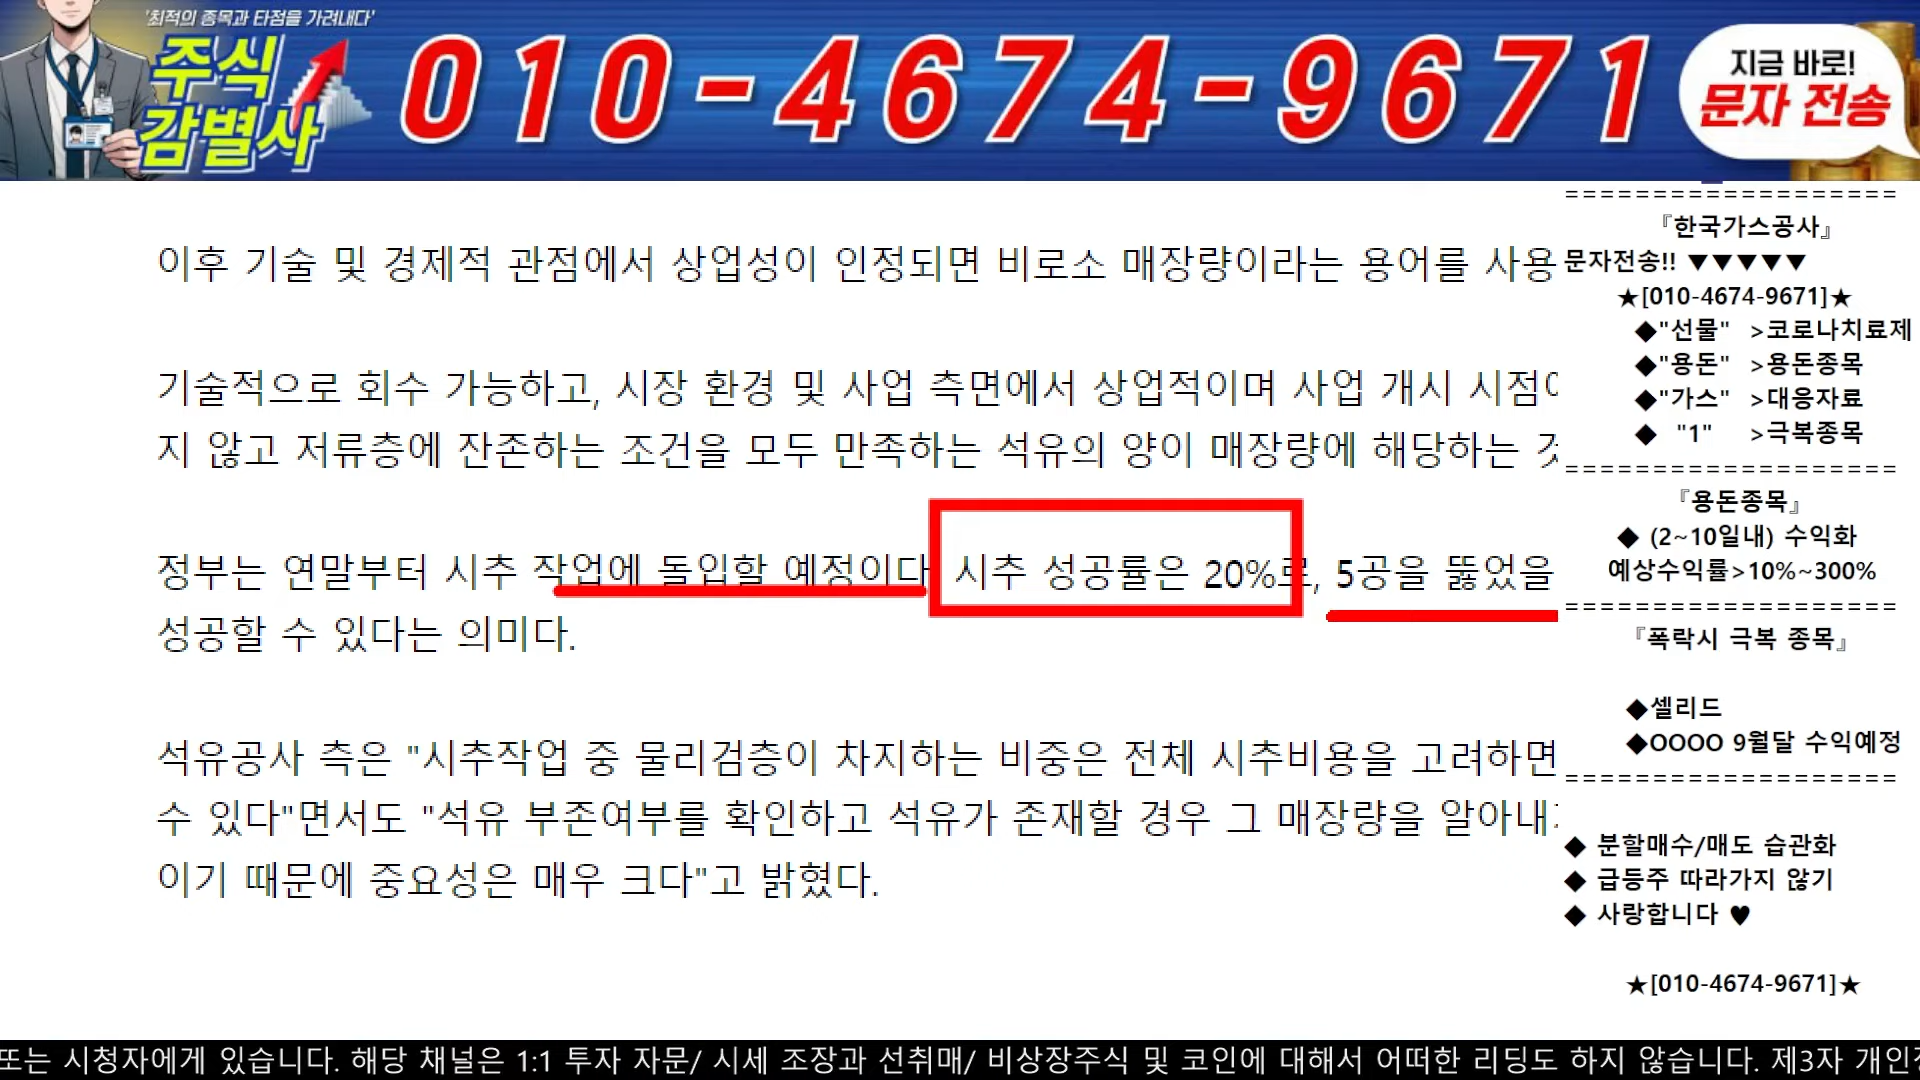 '최적의 종목과 타점을 가려내다'
주식
감별사
010-4674-9671
지금 바로!
문자 전송
이후 기술 및 경제적 관점에서 상업성이 인정되면 비로소 매장량이라는 용어를 사용
기술적으로 회수 가능하고, 시장 환경 및 사업 측면에서 상업적이며 사업 개시 시점
지 않고 저류층에 잔존하는 조건을 모두 만족하는 석유의 양이 매장량에 해당하는
정부는 연말부터 시추 작업에 돌입할 예정이다 시추 성공률은 20%로, 5공을 뚫었을
성공할 수 있다는 의미다.
석유공사 측은 "시추작업 중 물리검층이 차지하는 비중은 전체 시추비용을 고려하면
수 있다"면서도 "석유 부존여부를 확인하고 석유가 존재할 경우 그 매장량을 알아내
이기 때문에 중요성은 매우 크다"고 밝혔다.
===================
『한국가스공사』
문자전송!! ▼▼▼▼▼
★[010-4674-9671]★
◆"선물" >코로나치료제
◆"용돈" >용돈종목
◆"가스" >대응자료
◆ "1" >극복종목
===================
『용돈종목』
◆ (2~10일내) 수익화
예상수익률>10%~300%
===================
『폭락시 극복 종목』
◆셀리드
◆OOOO 9월달 수익예정
===================
◆ 분할매수/매도 습관화
◆ 급등주 따라가지 않기
◆ 사랑합니다 ♥
★[010-4674-9671]★
또는 시청자에게 있습니다. 해당 채널은 1:1 투자 자문/ 시세 조장과 선취매/ 비상장주식 및 코인에 대해서 어떠한 리딩도 하지 않습니다. 제3자 개인